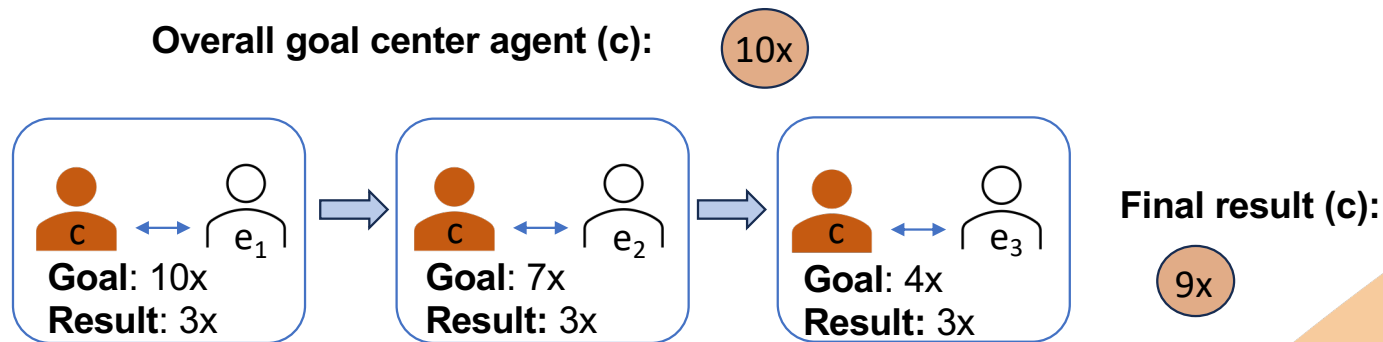 Overall goal center agent (c): 10x
c e₁
Goal: 10x
Result: 3x
c e₂
Goal: 7x
Result: 3x
c e₃
Goal: 4x
Result: 3x
Final result (c):
9x